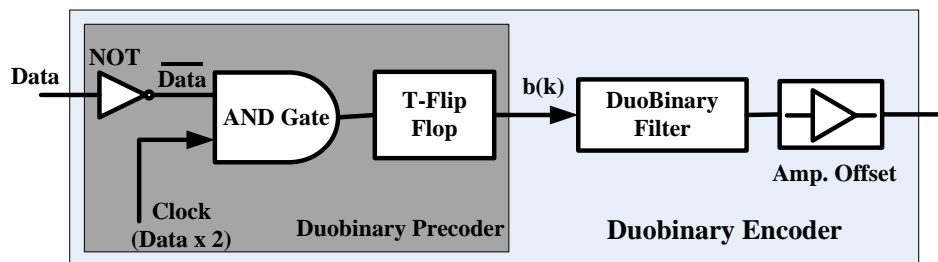 NOT
Data
Data
AND Gate
T-Flip
Flop
b(k)
DuoBinary
Filter
Amp. Offset
Clock
(Data x 2)
Duobinary Precoder
Duobinary Encoder